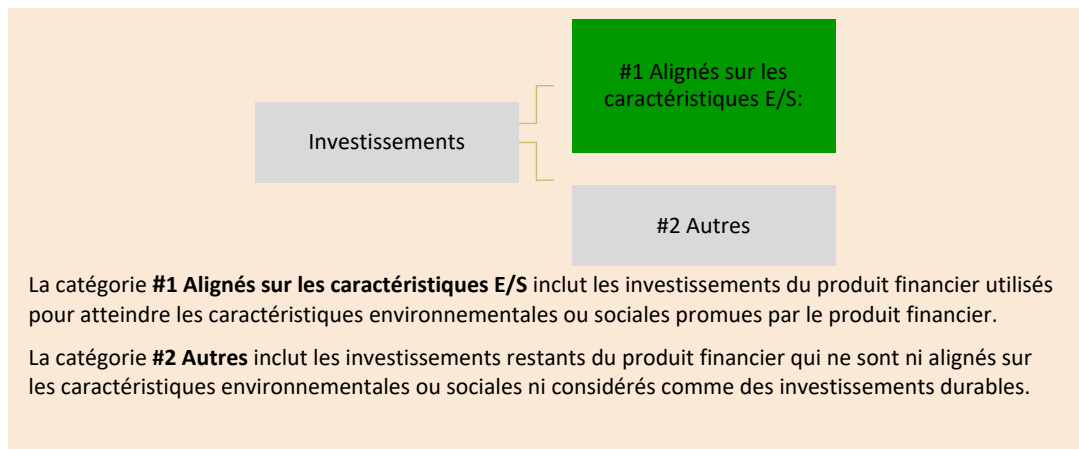 #1 Alignés sur les
caractéristiques E/S:
Investissements
#2 Autres
La catégorie #1 Alignés sur les caractéristiques E/S inclut les investissements du produit financier utilisés
pour atteindre les caractéristiques environnementales ou sociales promues par le produit financier.
La catégorie #2 Autres inclut les investissements restants du produit financier qui ne sont ni alignés sur
les caractéristiques environnementales ou sociales ni considérés comme des investissements durables.